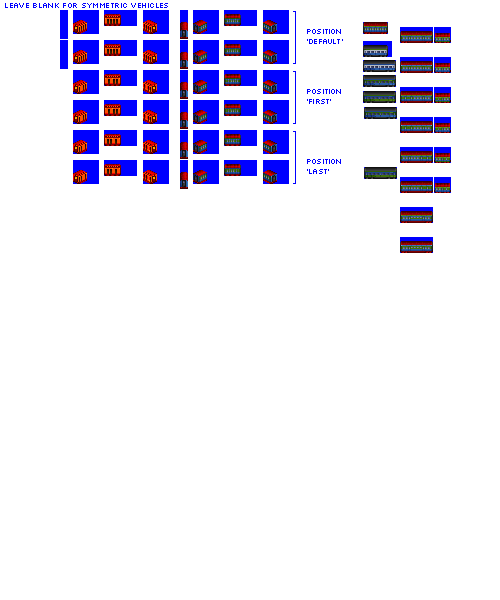 LEAVE BLANK FOR SYMMETRIC VEHICLES
POSITION
'DEFAULT'
POSITION
'FIRST'
POSITION
'LAST'